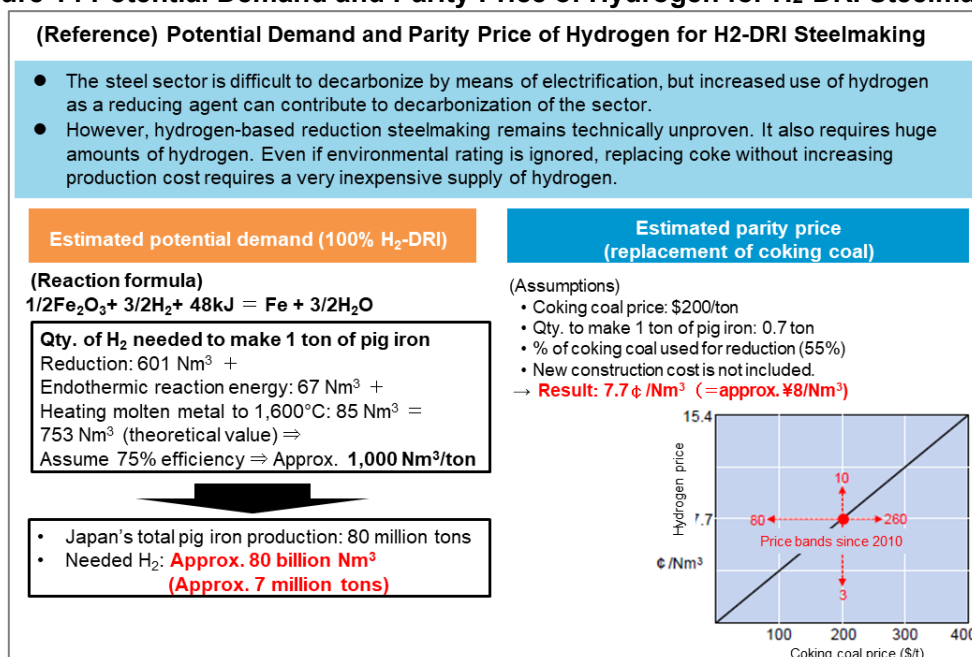 (Reference) Potential Demand and Parity Price of Hydrogen for H2-DRI Steelmaking
● The steel sector is difficult to decarbonize by means of electrification, but increased use of hydrogen
as a reducing agent can contribute to decarbonization of the sector.
● However, hydrogen-based reduction steelmaking remains technically unproven. It also requires huge
amounts of hydrogen. Even if environmental rating is ignored, replacing coke without increasing
production cost requires a very inexpensive supply of hydrogen.
Estimated potential demand (100% H₂-DRI)
(Reaction formula)
1/2Fe₂O₃+ 3/2H₂+ 48kJ = Fe + 3/2H₂O
Qty. of H₂ needed to make 1 ton of pig iron
Reduction: 601 Nm³ +
Endothermic reaction energy: 67 Nm³ +
Heating molten metal to 1,600°C: 85 Nm³ =
753 Nm³ (theoretical value) ⇒
Assume 75% efficiency ⇒ Approx. 1,000 Nm³/ton
• Japan's total pig iron production: 80 million tons
• Needed H₂: Approx. 80 billion Nm³
(Approx. 7 million tons)
Estimated parity price
(replacement of coking coal)
(Assumptions)
• Coking coal price: $200/ton
• Qty. to make 1 ton of pig iron: 0.7 ton
• % of coking coal used for reduction (55%)
• New construction cost is not included.
→ Result: 7.7￠/Nm³ (=approx. ¥8/Nm³)
15.4
Hydrogen price
10
7.7
80
260
Price bands since 2010
¢/Nm³
3
100 200 300 400
Coking coal price ($/t)